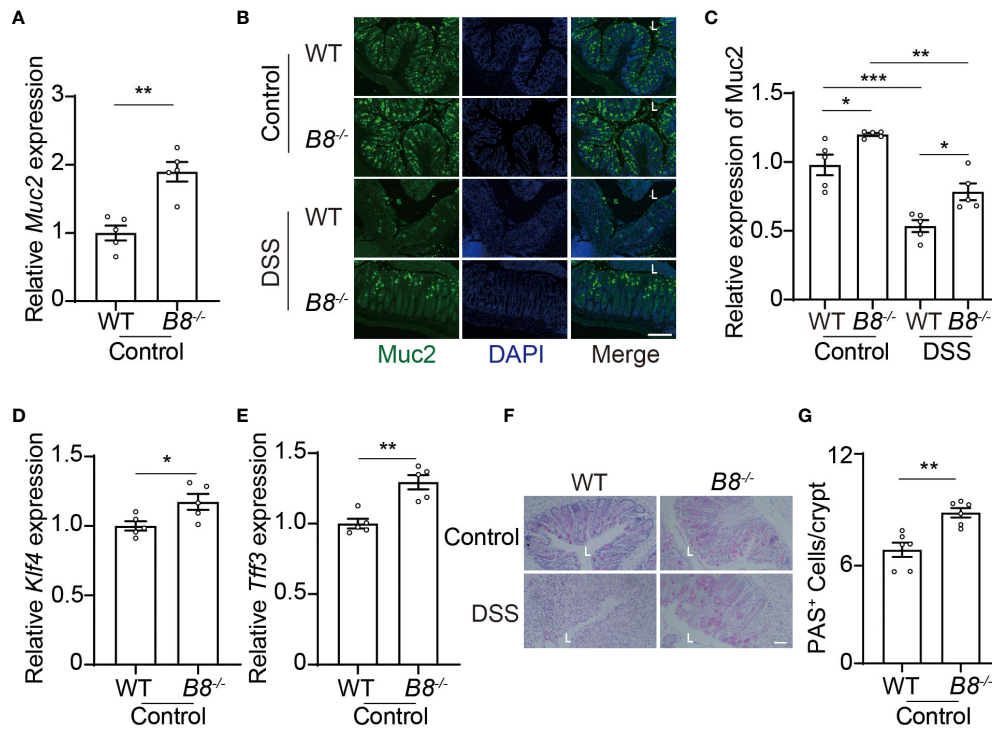 A
Relative Muc2 expression
3
2
1
0
**
WT B8-/-
Control
B
Control
WT
B8-/-
DSS
WT
B8-/-
L
L
L
L
Muc2 DAPI Merge
C
Relative expression of Muc2
1.5
1.0
0.5
0.0
**
***
*
*
WT B8-/- WT B8-/-
Control DSS
D
Relative Klf4 expression
1.5
1.0
0.5
0
*
WT B8-/-
Control
E
Relative Tff3 expression
1.5
1.0
0.5
0
**
WT B8-/-
Control
F
WT B8-/-
Control
DSS
L
L
L
L
G
PAS+ Cells/crypt
12
6
0
**
WT B8-/-
Control